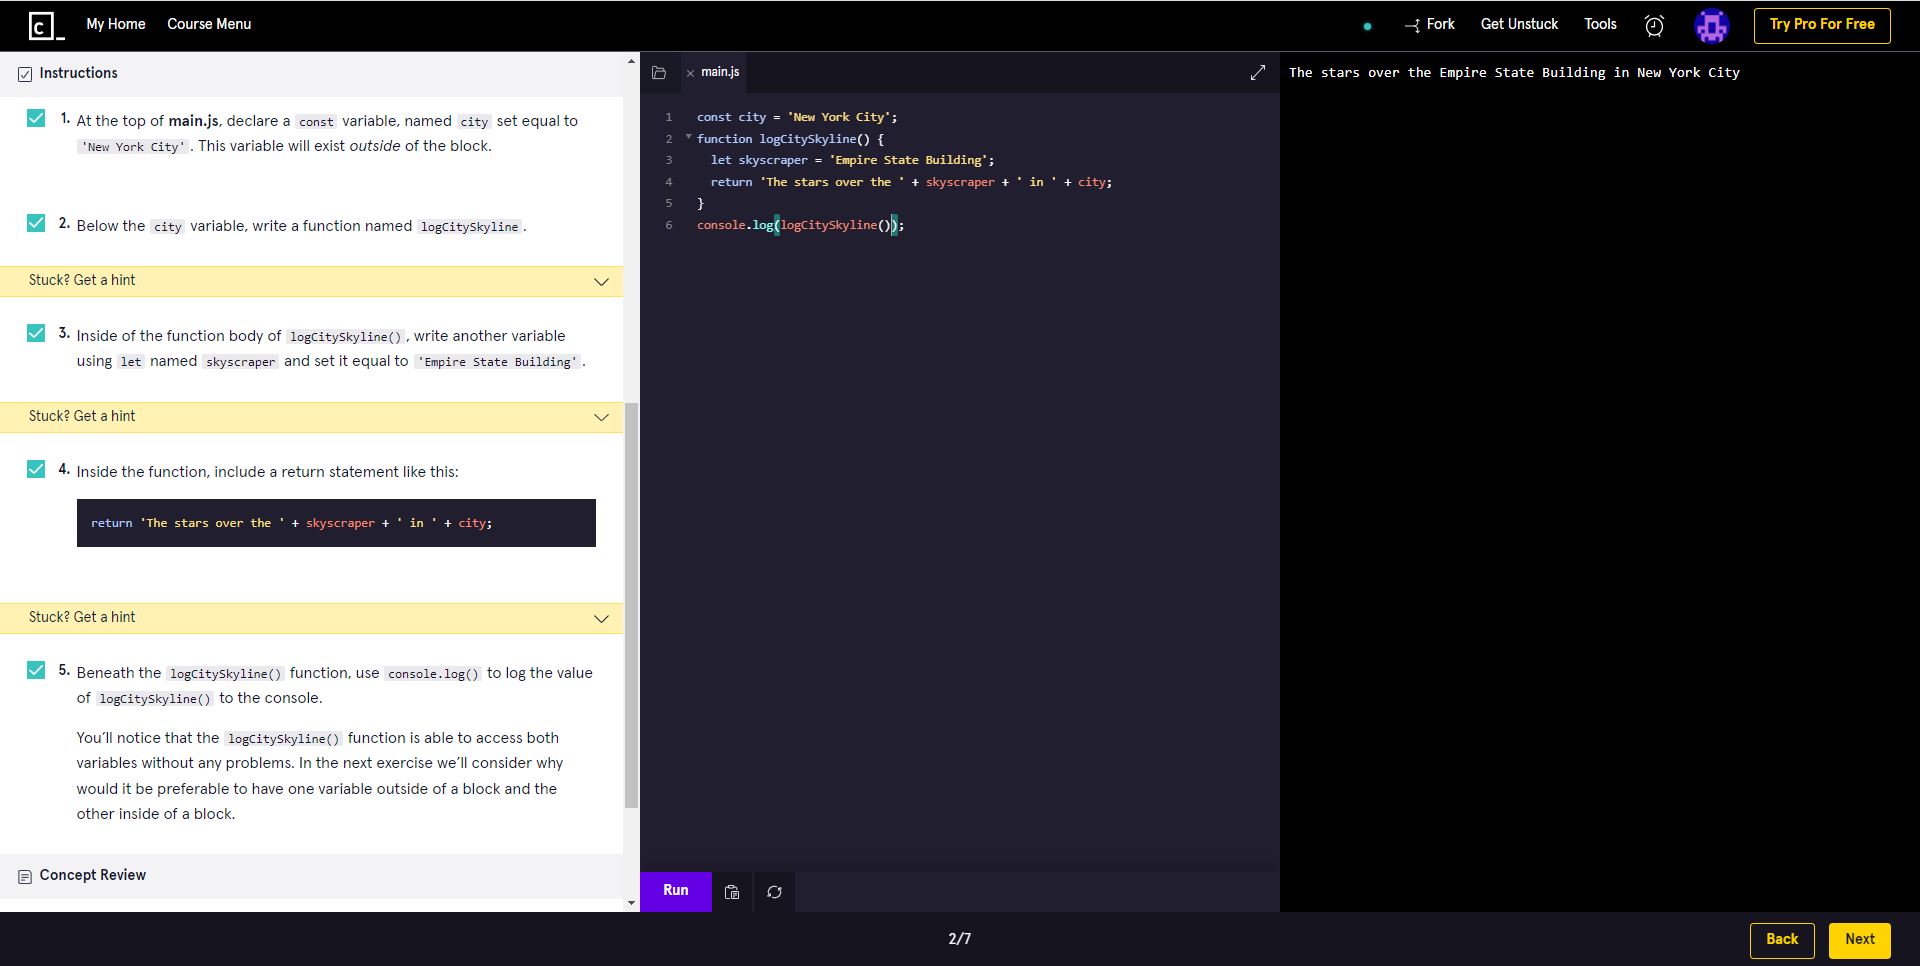 c_
My Home Course Menu Fork Get Unstuck Tools Try Pro For Free
Instructions
1. At the top of main.js, declare a const variable, named city set equal to
'New York City'. This variable will exist outside of the block.
2. Below the city variable, write a function named logCitySkyline.
Stuck? Get a hint
3. Inside of the function body of logCitySkyline(), write another variable
using let named skyscraper and set it equal to 'Empire State Building'.
Stuck? Get a hint
4. Inside the function, include a return statement like this:
return 'The stars over the ' + skyscraper + ' in ' + city;
Stuck? Get a hint
5. Beneath the logCitySkyline() function, use console.log() to log the value
of logCitySkyline() to the console.
You'll notice that the logCitySkyline() function is able to access both
variables without any problems. In the next exercise we'll consider why
would it be preferable to have one variable outside of a block and the
other inside of a block.
Concept Review
× main.js
1 const city = 'New York City';
2 function logCitySkyline() {
3 let skyscraper = 'Empire State Building';
4 return 'The stars over the ' + skyscraper + ' in ' + city;
5 }
6 console.log(logCitySkyline());
Run
The stars over the Empire State Building in New York City
2/7
Back Next